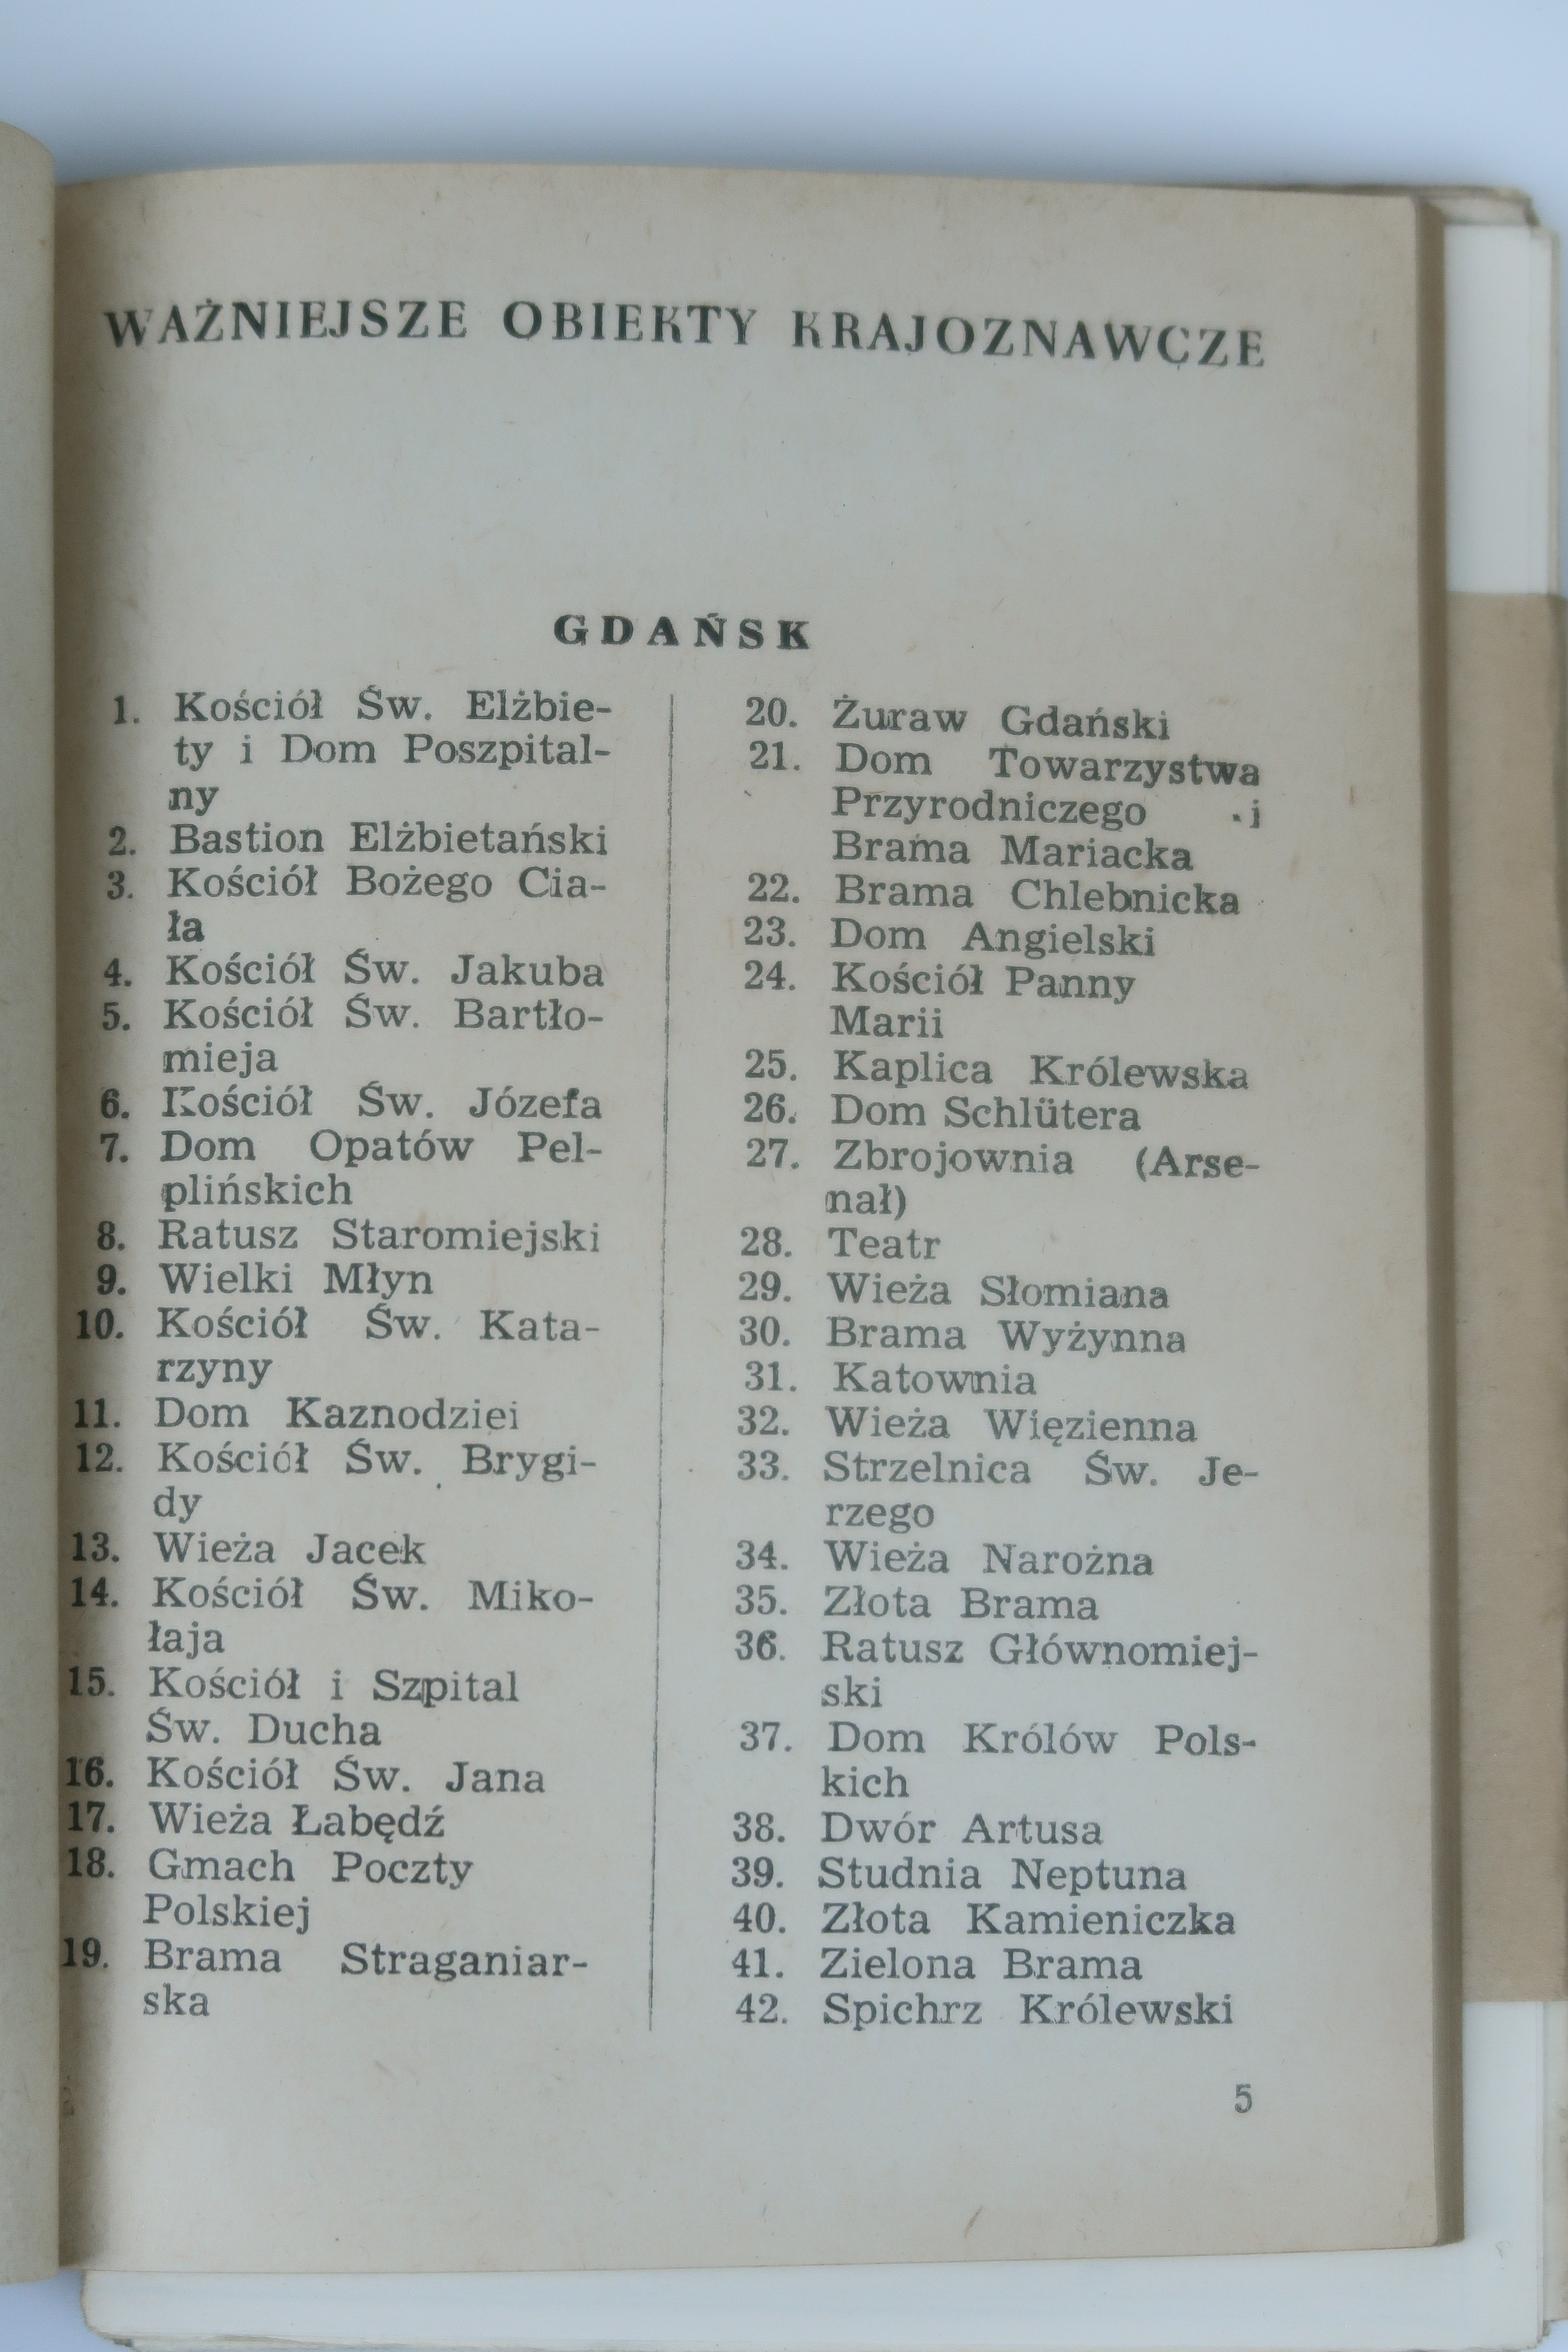 WAŻNIEJSZE OBIEKTY KRAJOZNAWCZE
GDAŃSK
1. Kościół Św. Elżbie-
ty i Dom Poszpital-
ny
2. Bastion Elżbietański
3. Kościół Bożego Cia-
ła
4. Kościół Św. Jakuba
5. Kościół Św. Bartło-
mieja
6. Kościół Św. Józefa
7. Dom Opatów Pel-
plińskich
8. Ratusz Staromiejski
9. Wielki Młyn
10. Kościół Św. Kata-
rzyny
11. Dom Kaznodziei
12. Kościół Św. Brygi-
dy
13. Wieża Jacek
14. Kościół Św. Miko-
łaja
15. Kościół i Szpital
Św. Ducha
16. Kościół Św. Jana
17. Wieża Łabędź
18. Gmach Poczty
Polskiej
19. Brama Straganiar-
ska
20. Żuraw Gdański
21. Dom Towarzystwa
Przyrodniczego i
Brama Mariacka
22. Brama Chlebnicka
23. Dom Angielski
24. Kościół Panny
Marii
25. Kaplica Królewska
26. Dom Schlütera
27. Zbrojownia (Arse-
nał)
28. Teatr
29. Wieża Słomiana
30. Brama Wyżynna
31. Katownia
32. Wieża Więzienna
33. Strzelnica Św. Je-
rzego
34. Wieża Narożna
35. Złota Brama
36. Ratusz Głównomiej-
ski
37. Dom Królów Pols-
kich
38. Dwór Artusa
39. Studnia Neptuna
40. Złota Kamieniczka
41. Zielona Brama
42. Spichrz Królewski
5